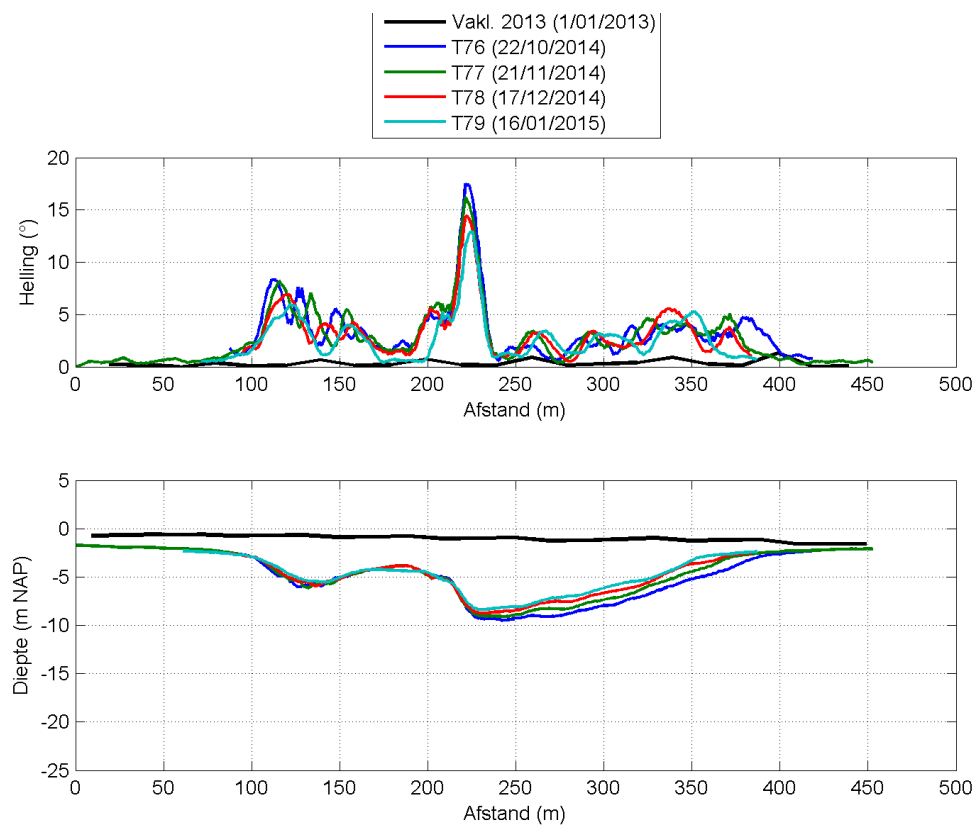 Vakl. 2013 (1/01/2013)
T76 (22/10/2014)
T77 (21/11/2014)
T78 (17/12/2014)
T79 (16/01/2015)
20
15
10
5
0
Helling (°)
0 50 100 150 200 250 300 350 400 450 500
Afstand (m)
5
0
-5
-10
-15
-20
-25
Diepte (m NAP)
0 50 100 150 200 250 300 350 400 450 500
Afstand (m)